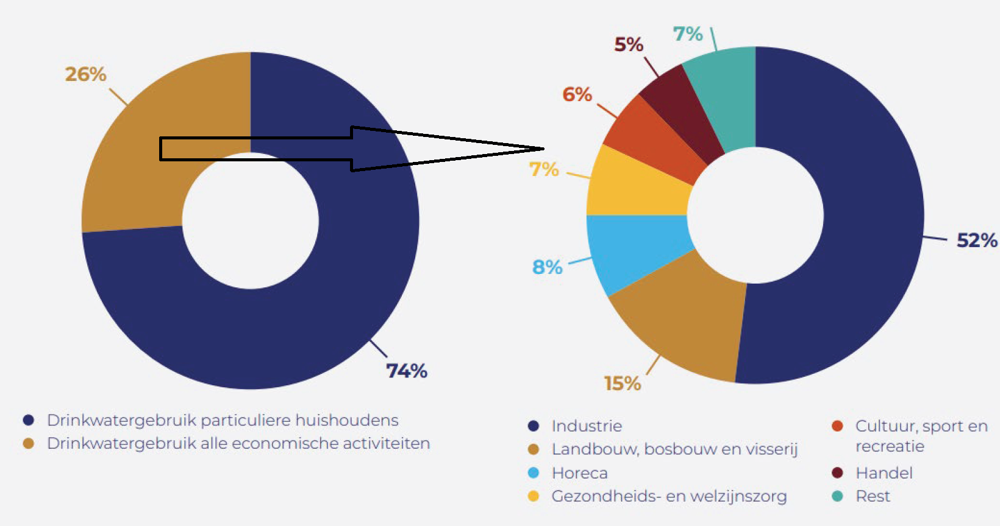 26%
74%
Drinkwatergebruik particuliere huishoudens
Drinkwatergebruik alle economische activiteiten
7%
5%
6%
7%
8%
15%
52%
Industrie
Landbouw, bosbouw en visserij
Horeca
Gezondheids- en welzijnszorg
Cultuur, sport en
recreatie
Handel
Rest